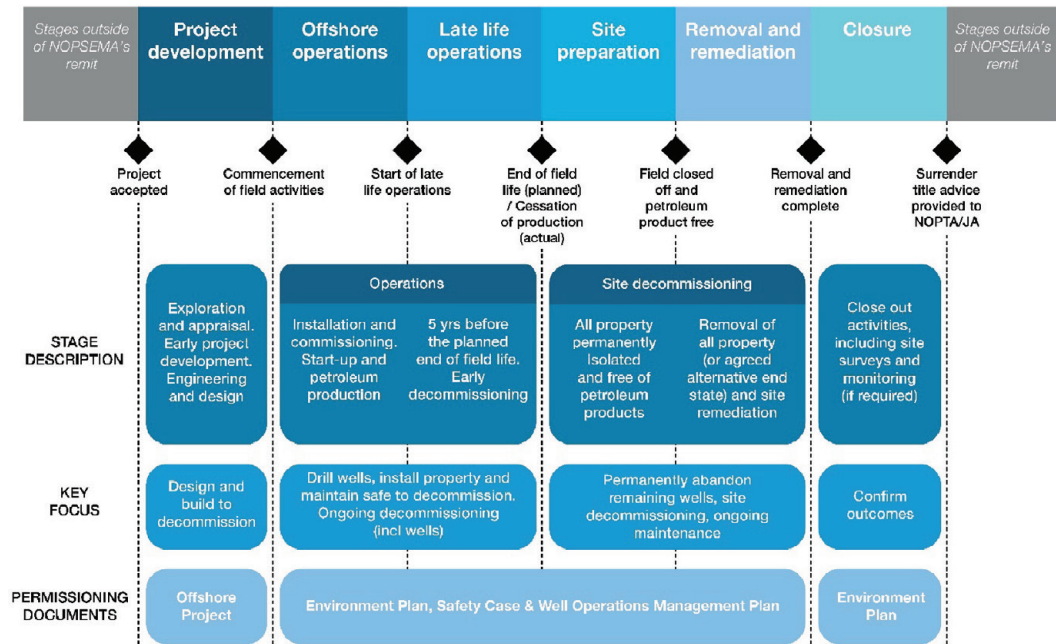 Stages outside
of NOPSEMA's
remit
Project
development
Offshore
operations
Late life
operations
Site
preparation
Removal and
remediation
Closure
Stages outside
of NOPSEMA's
remit
Project
accepted
Commencement
of field activities
Start of late
life operations
End of field
life (planned)
/ Cessation
of production
(actual)
Field closed
off and
petroleum
product free
Removal and
remediation
complete
Surrender
title advice
provided to
NOPTA/JA
STAGE
DESCRIPTION
Exploration
and appraisal.
Early project
development.
Engineering
and design
Operations
Installation and
commissioning.
Start-up and
petroleum
production
5 yrs before
the planned
end of field life.
Early
decommissioning
Site decommissioning
All property
permanently
Isolated
and free of
petroleum
products
Removal of
all property
(or agreed
alternative end
state) and site
remediation
Close out
activities,
including site
surveys and
monitoring
(if required)
KEY
FOCUS
Design and
build to
decommission
Drill wells, install property and
maintain safe to decommission.
Ongoing decommissioning
(incl wells)
Permanently abandon
remaining wells, site
decommissioning, ongoing
maintenance
Confirm
outcomes
PERMISSIONING
DOCUMENTS
Offshore
Project
Environment Plan, Safety Case & Well Operations Management Plan
Environment
Plan